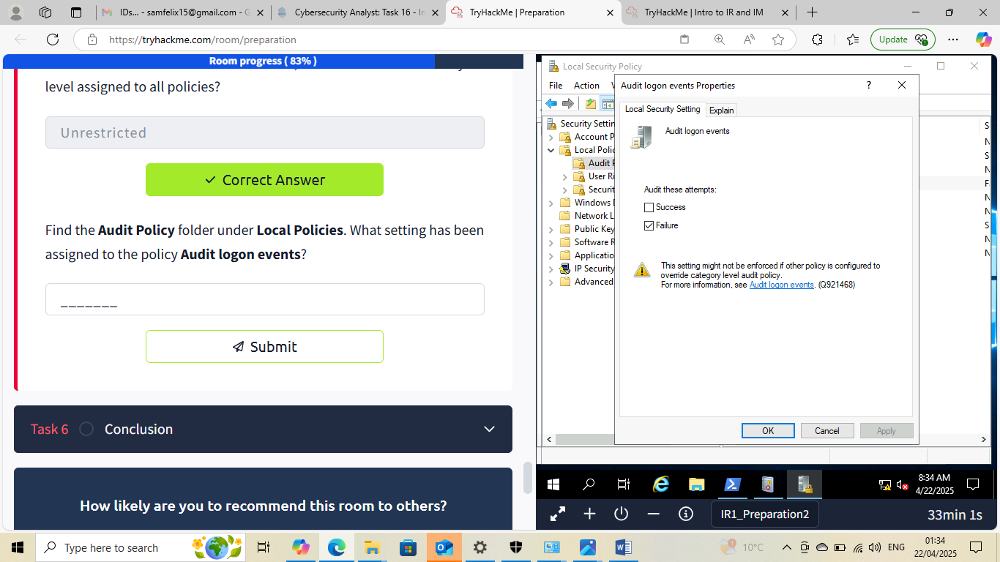 IDs... - samfelix15@gmail.com - G
Cybersecurity Analyst: Task 16 - In
TryHackMe | Preparation
TryHackMe | Intro to IR and IM
https://tryhackme.com/room/preparation
Update
Room progress ( 83% )
level assigned to all policies?
Unrestricted
Correct Answer
Find the Audit Policy folder under Local Policies. What setting has been
assigned to the policy Audit logon events?
_______
Submit
Task 6
Conclusion
How likely are you to recommend this room to others?
Local Security Policy
File
Action
Security Settin
Account P
Local Polic
Audit P
User Ri
Securit
Windows
Network L
Public Key
Software R
Applicatio
IP Security
Advanced
Audit logon events Properties
?
Local Security Setting
Explain
Audit logon events
Audit these attempts:
Success
Failure
This setting might not be enforced if other policy is configured to
override category level audit policy.
For more information, see Audit logon events. (Q921468)
OK
Cancel
Apply
S
N
S
N
F
N
N
S
N
N
8:34 AM
4/22/2025
IR1_Preparation2
33min 1s
Type here to search
10°C
ENG
01:34
22/04/2025